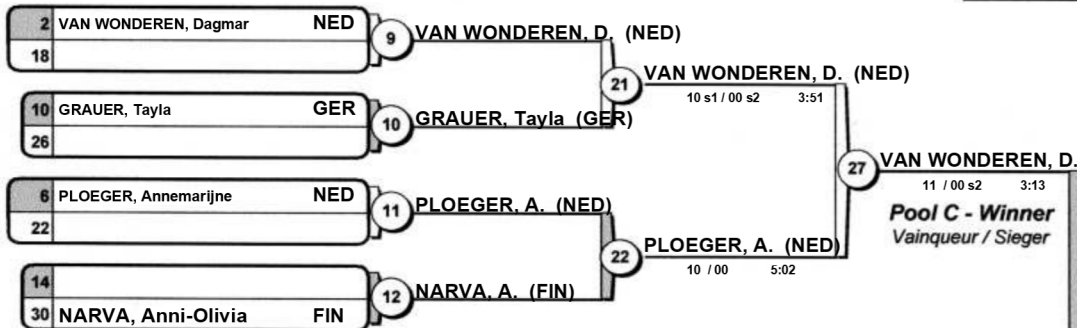 2 VAN WONDEREN, Dagmar NED
18
9 VAN WONDEREN, D. (NED)
21 VAN WONDEREN, D. (NED)
10 s1 / 00 s2 3:51
10 GRAUER, Tayla GER
26
10 GRAUER, Tayla (GER)
27 VAN WONDEREN, D.
11 / 00 s2 3:13
Pool C - Winner
Vainqueur / Sieger
6 PLOEGER, Annemarijne NED
22
11 PLOEGER, A. (NED)
22 PLOEGER, A. (NED)
10 / 00 5:02
14
30 NARVA, Anni-Olivia FIN
12 NARVA, A. (FIN)